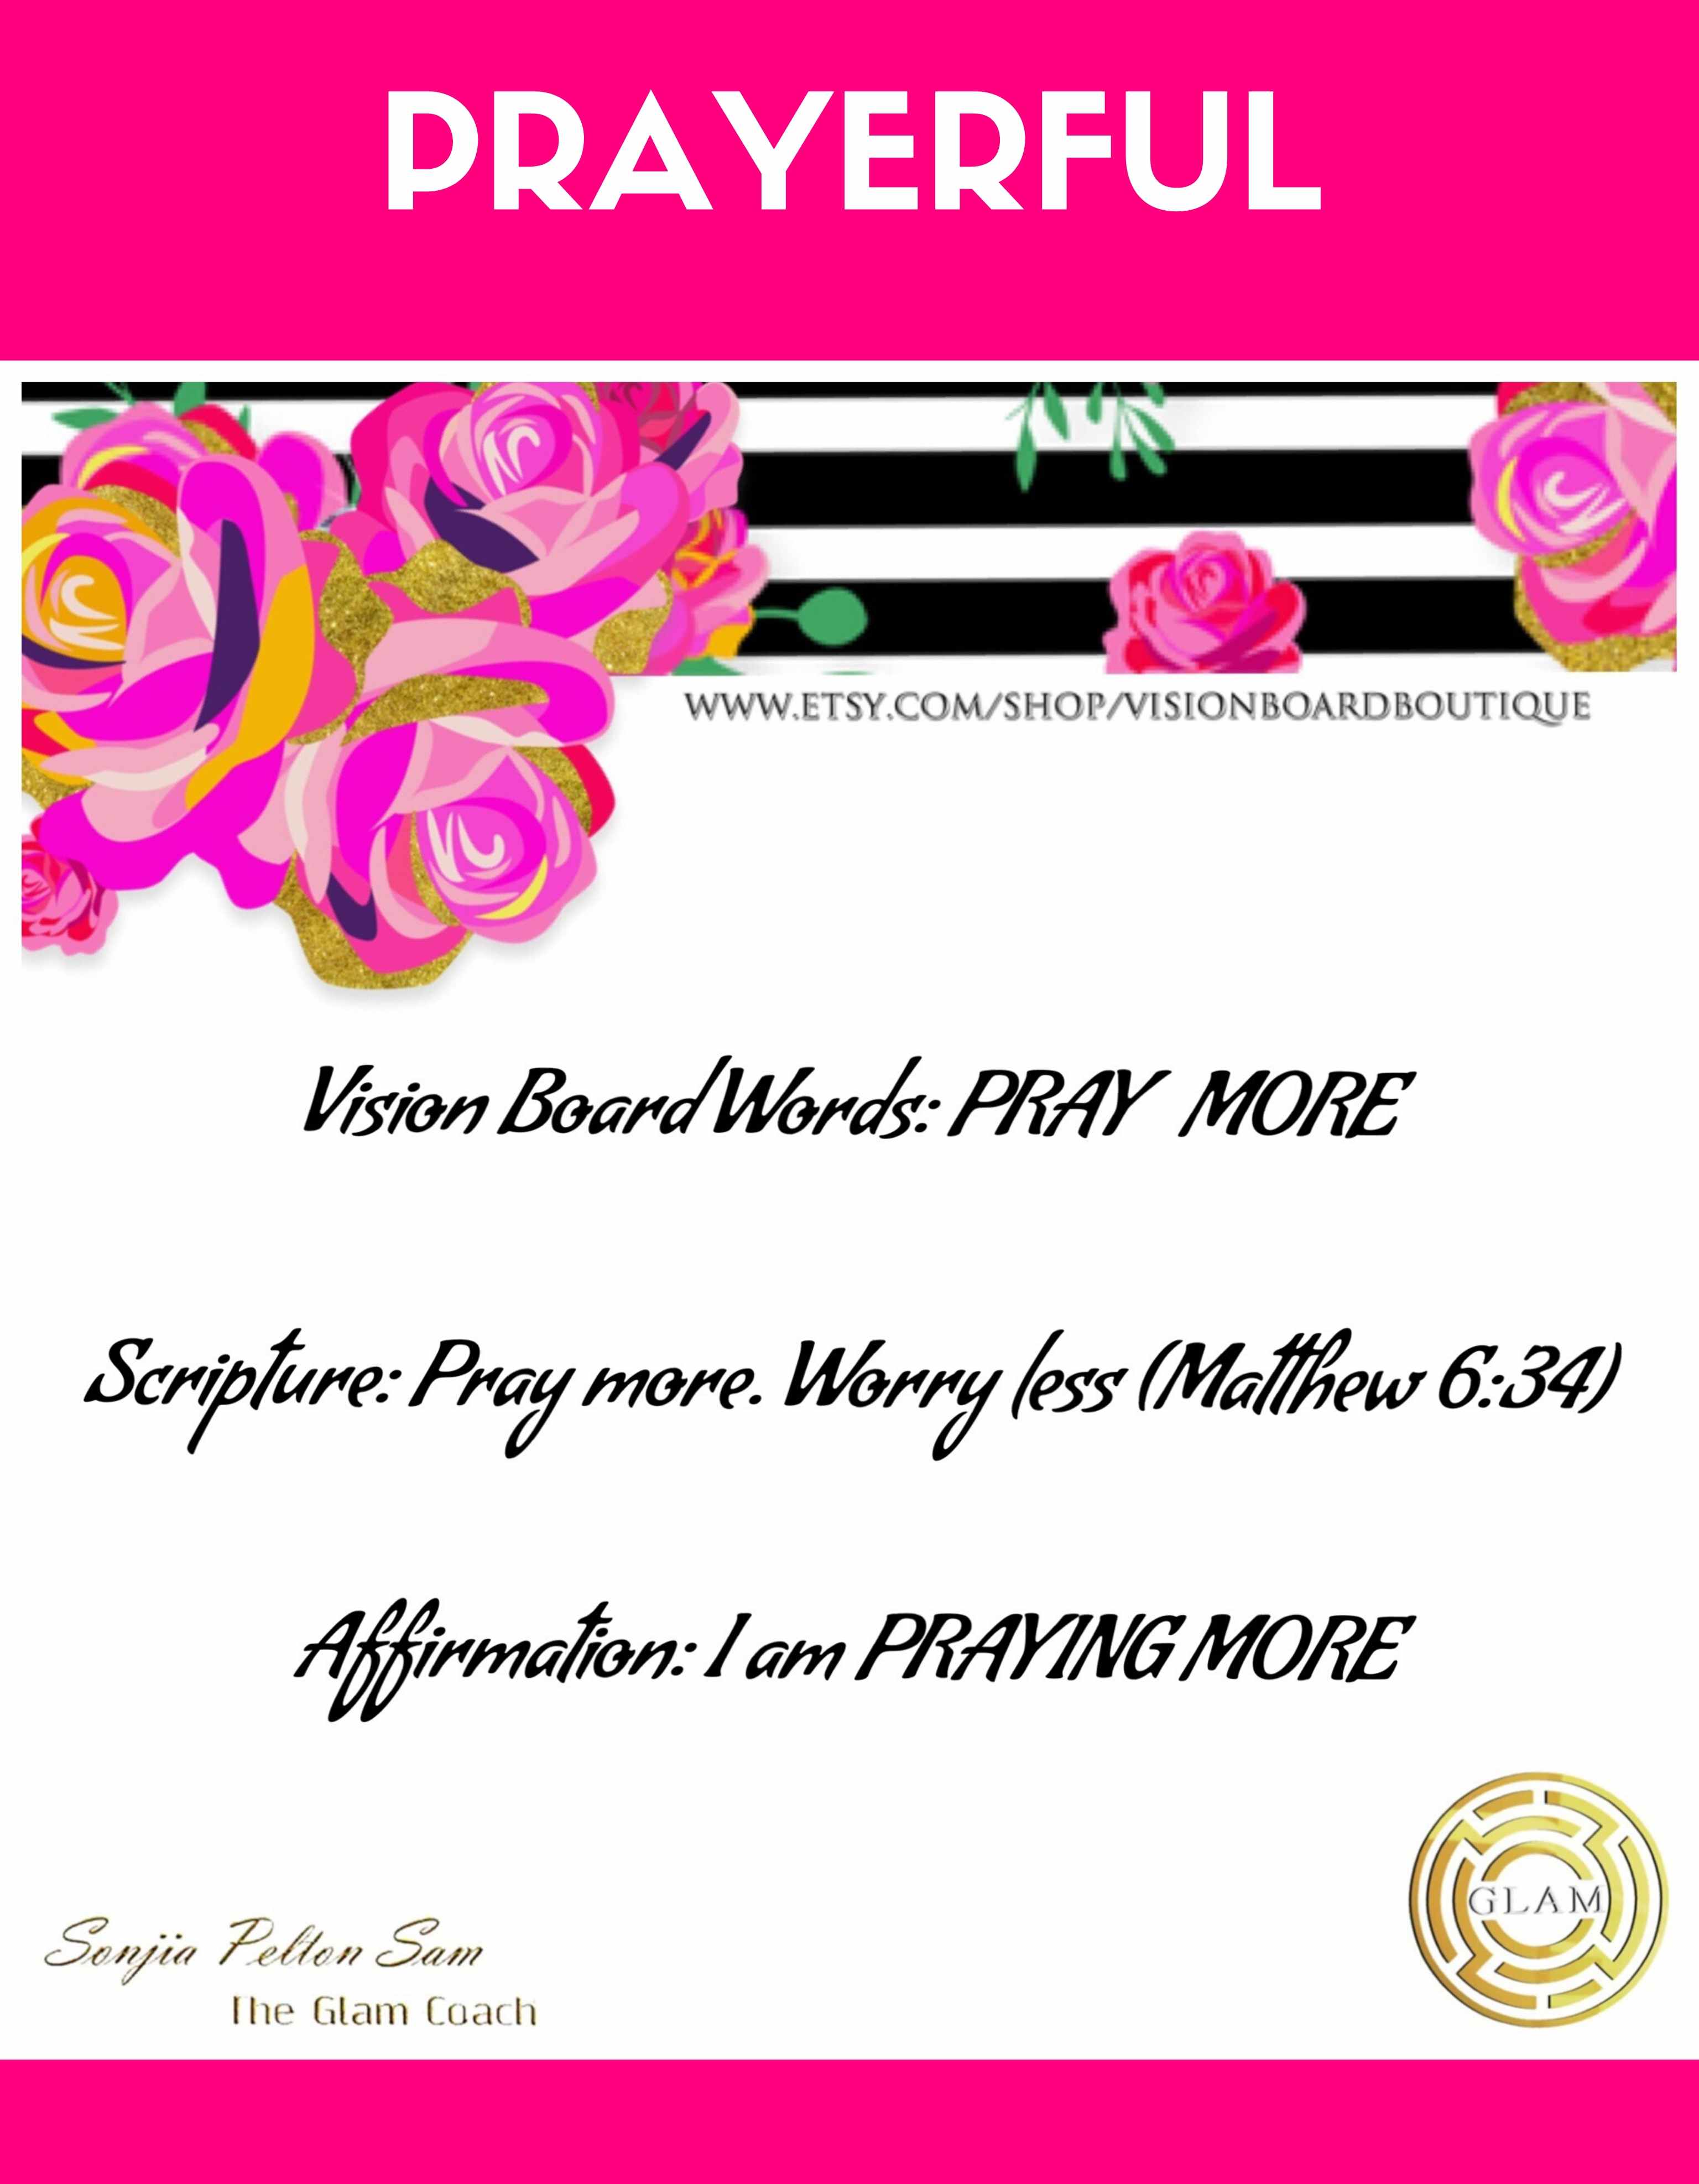 PRAYERFUL
WWW.ETSY.COM/SHOP/VISIONBOARDBOUTIQUE
Vision Board Words: PRAY MORE
Scripture: Pray more. Worry less (Matthew 6:34)
Affirmation: I am PRAYING MORE
GLAM
Sonjia Pelton Sam
The Glam Coach